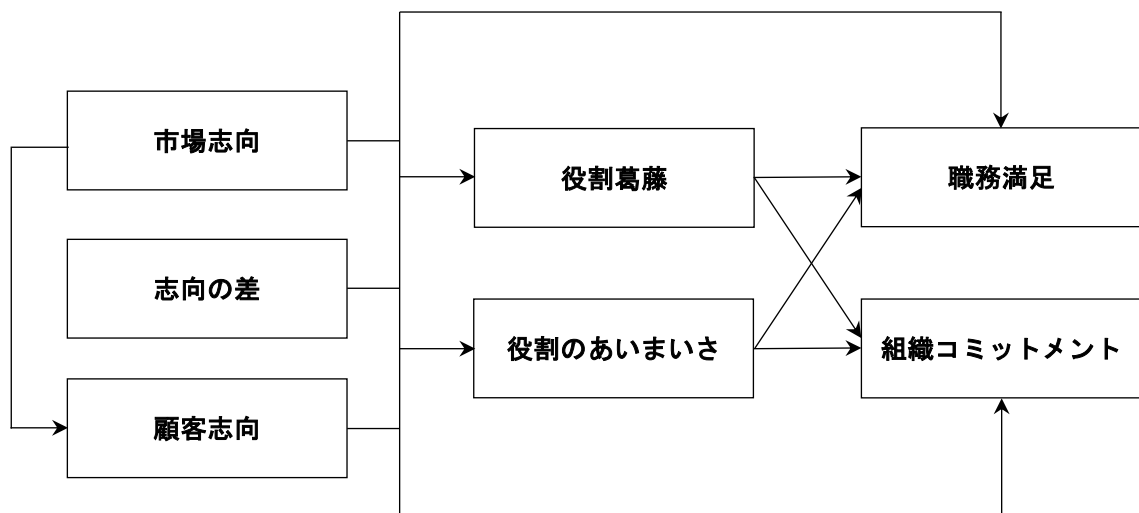 市場志向
志向の差
顧客志向
役割葛藤
役割のあいまいさ
職務満足
組織コミットメント